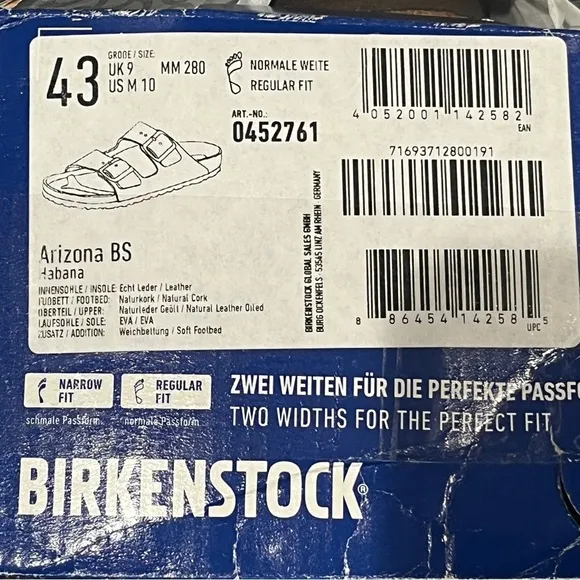 43
GRÖßE / SIZE:
UK 9
US M 10
MM 280
NORMALE WEITE
REGULAR FIT
ART.-NO.:
0452761
4 052001 142582
EAN
71693712800191
BIRKENSTOCK GLOBAL SALES GMBH
BURG OCKENFELS · 53545 LINZ AM RHEIN · GERMANY
8 86454 14258 5
UPC
Arizona BS
Habana
INNENSOHLE / INSOLE: Echt Leder / Leather
FUßBETT / FOOTBED: Naturkork / Natural Cork
OBERTEIL / UPPER: Naturleder Geölt / Natural Leather Oiled
LAUFSOHLE / SOLE: EVA / EVA
ZUSATZ / ADDITION: Weichbettung / Soft Footbed
NARROW
FIT
schmale Passform
REGULAR
FIT
normale Passform
ZWEI WEITEN FÜR DIE PERFEKTE PASSFO
TWO WIDTHS FOR THE PERFECT FIT
BIRKENSTOCK®